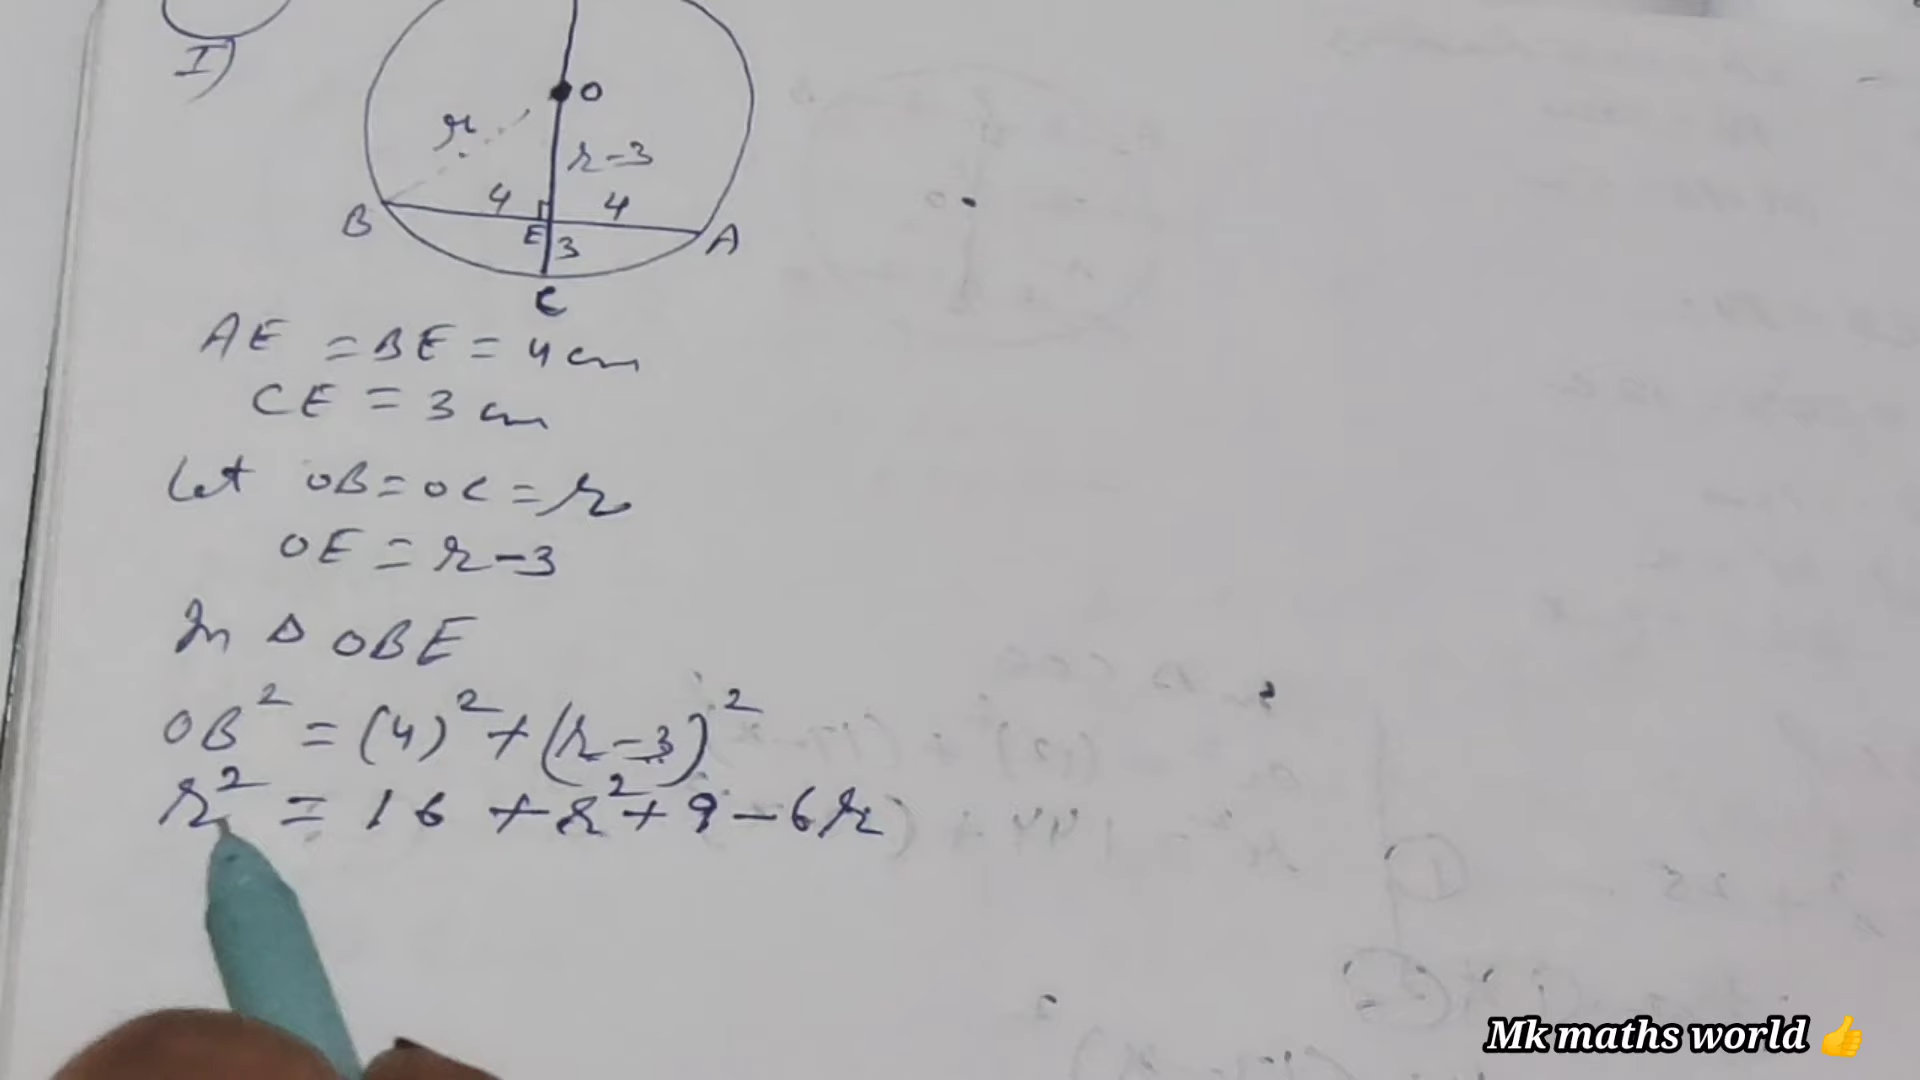 I)
O
r
r-3
4
4
B
E
3
A
C
AE = BE = 4 cm
CE = 3 cm
Let OB = OC = r
OE = r-3
In Δ OBE
OB² = (4)² + (r-3)²
r² = 16 + r² + 9 - 6r
Mk maths world 👍